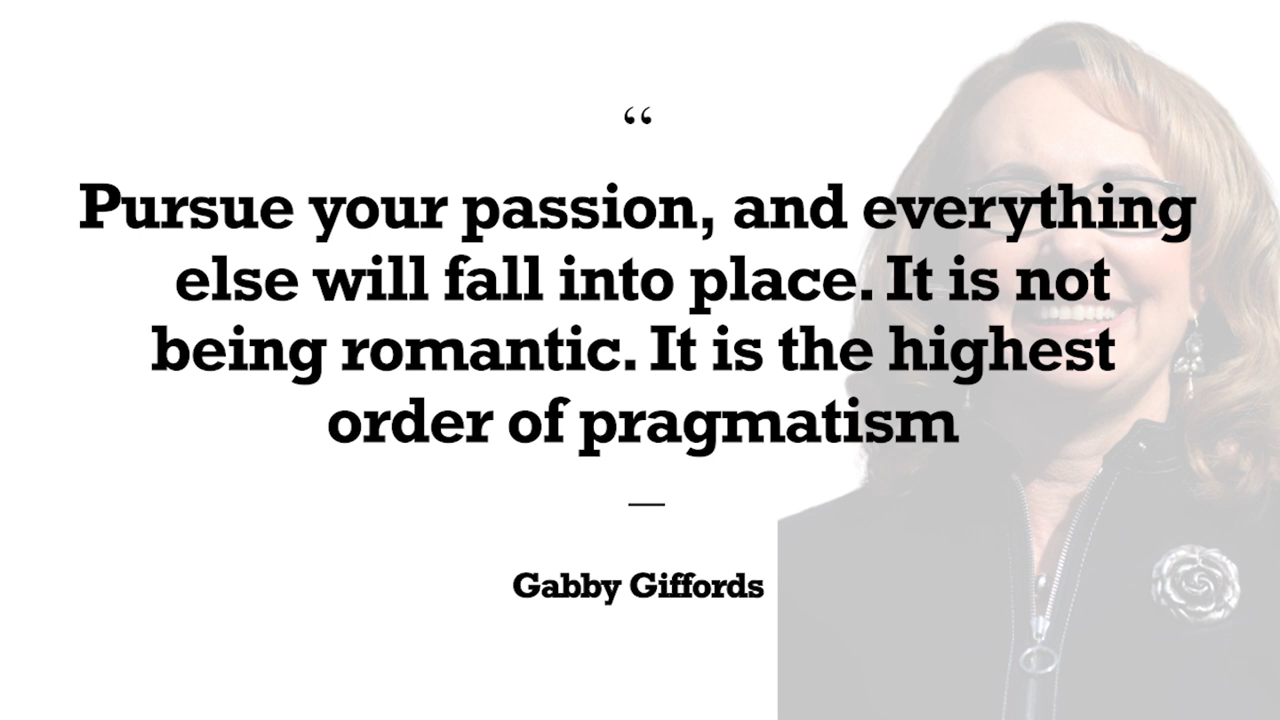 “
Pursue your passion, and everything
else will fall into place. It is not
being romantic. It is the highest
order of pragmatism
—
Gabby Giffords